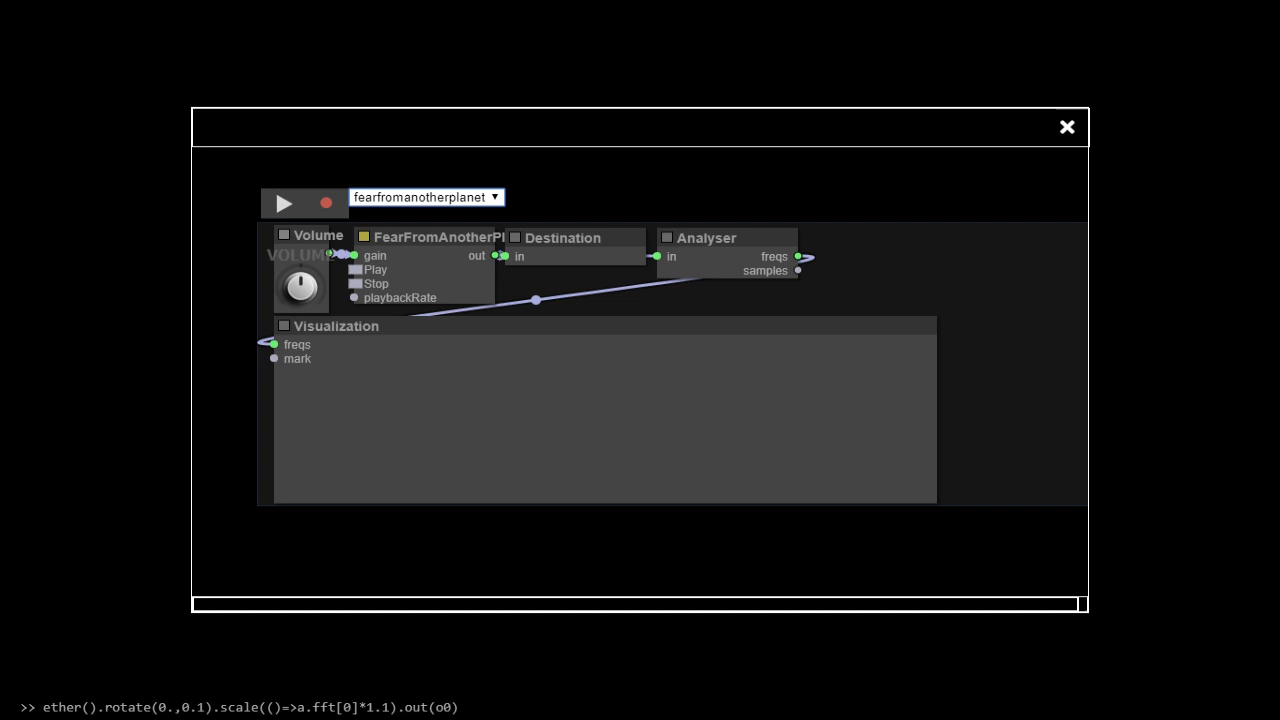 fearfromanotherplanet
Volume
VOLUME
FearFromAnotherPl
gain
out
Play
Stop
playbackRate
Destination
in
Analyser
in
freqs
samples
Visualization
freqs
mark
>> ether().rotate(0.,0.1).scale(()=>a.fft[0]*1.1).out(o0)